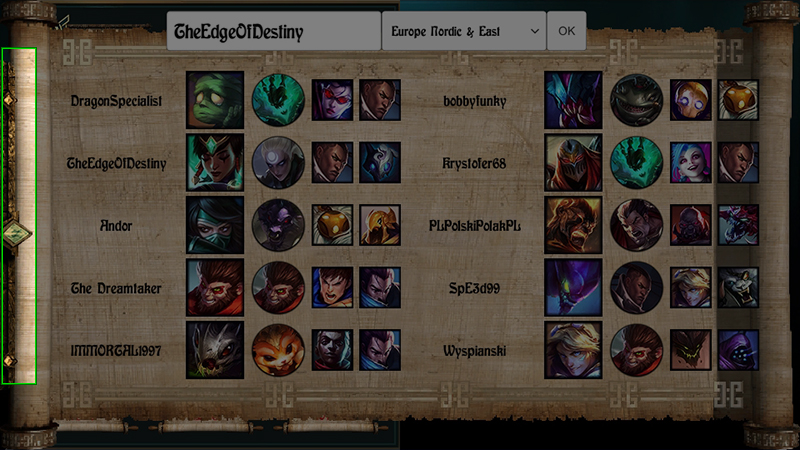 TheEdgeOfDestiny Europe Nordic & East OK
DragonSpecialist bobbyfunky
TheEdgeOfDestiny Krystofer68
Andor PLPolskiPolakPL
The Dreamtaker SpE3d99
IMMORTAL1997 Wyspianski